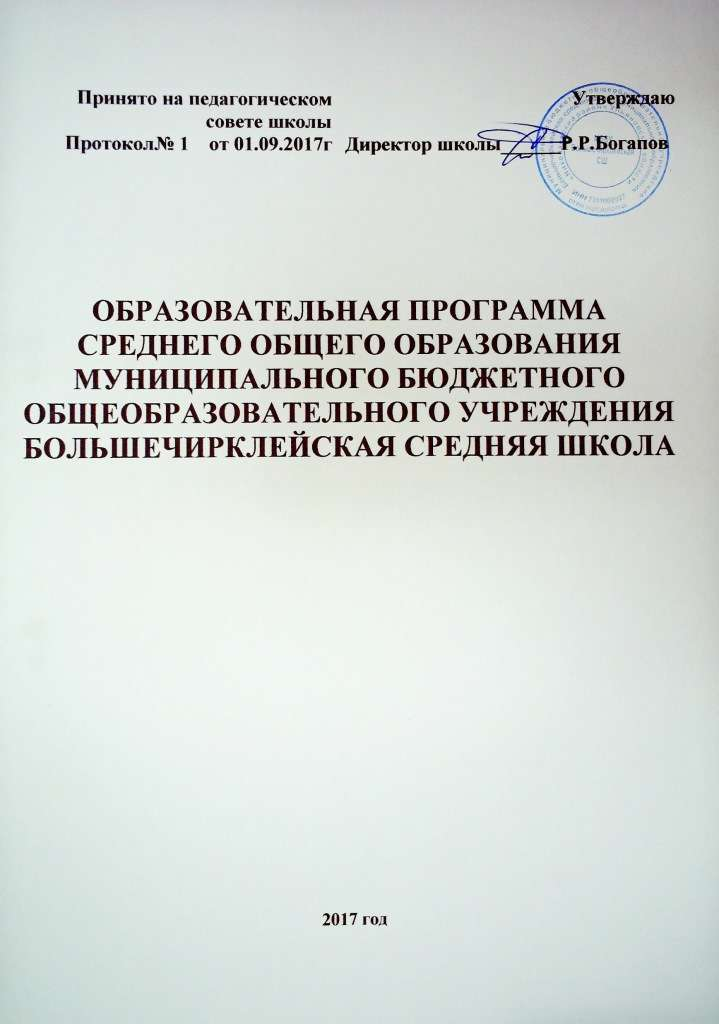 Принято на педагогическом
совете школы
Протокол№ 1 от 01.09.2017г
Утверждаю
Директор школы Р.Р.Богапов
СШ
ОБРАЗОВАТЕЛЬНАЯ ПРОГРАММА
СРЕДНЕГО ОБЩЕГО ОБРАЗОВАНИЯ
МУНИЦИПАЛЬНОГО БЮДЖЕТНОГО
ОБЩЕОБРАЗОВАТЕЛЬНОГО УЧРЕЖДЕНИЯ
БОЛЬШЕЧИРКЛЕЙСКАЯ СРЕДНЯЯ ШКОЛА
2017 год